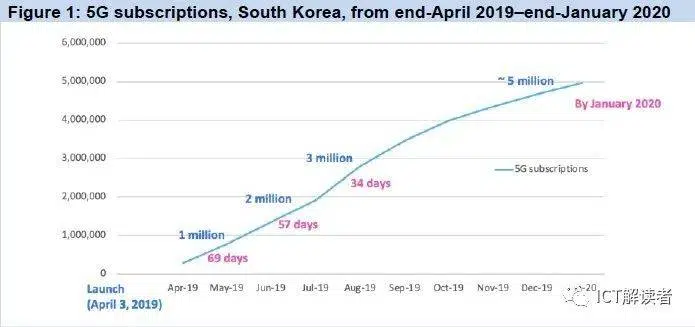 Figure 1: 5G subscriptions, South Korea, from end-April 2019–end-January 2020
6,000,000
5,000,000
4,000,000
3,000,000
2,000,000
1,000,000
0
~ 5 million
By January 2020
3 million
34 days
5G subscriptions
2 million
57 days
1 million
69 days
Launch
(April 3, 2019)
Apr-19 May-19 Jun-19 Jul-19 Aug-19 Sep-19 Oct-19 Nov-19 Dec-19 -20
ICT解读者